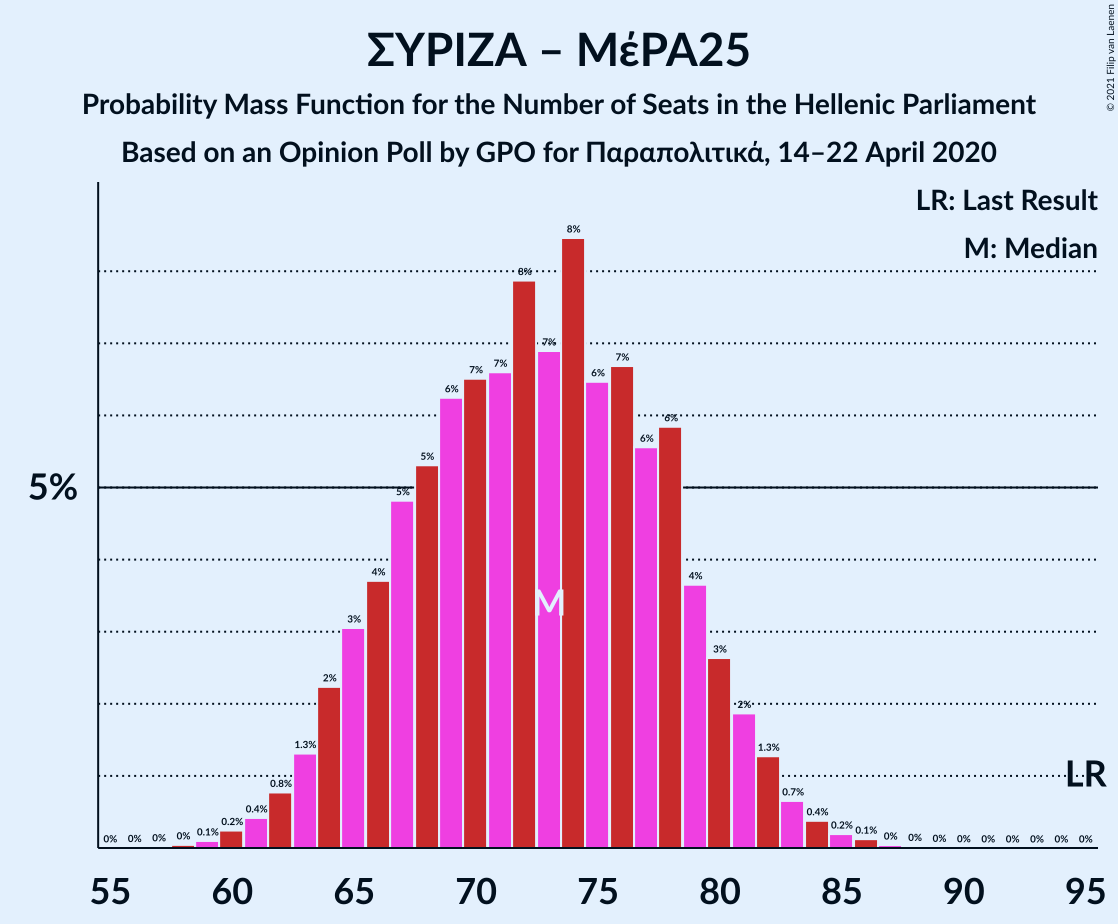 ΣΥΡΙΖΑ – ΜέΡΑ25
Probability Mass Function for the Number of Seats in the Hellenic Parliament
Based on an Opinion Poll by GPO for Παραπολιτικά, 14–22 April 2020
© 2021 Filip van Laenen
LR: Last Result
M: Median
5%
0% 0% 0% 0% 0.1% 0.2% 0.4% 0.8% 1.3% 2% 3% 4% 5% 5% 6% 7% 7% 8% 7% 8% 6% 7% 6% 6% 4% 3% 2% 1.3% 0.7% 0.4% 0.2% 0.1% 0% 0% 0% 0% 0% 0% 0% 0% 0%
M
LR
55 60 65 70 75 80 85 90 95